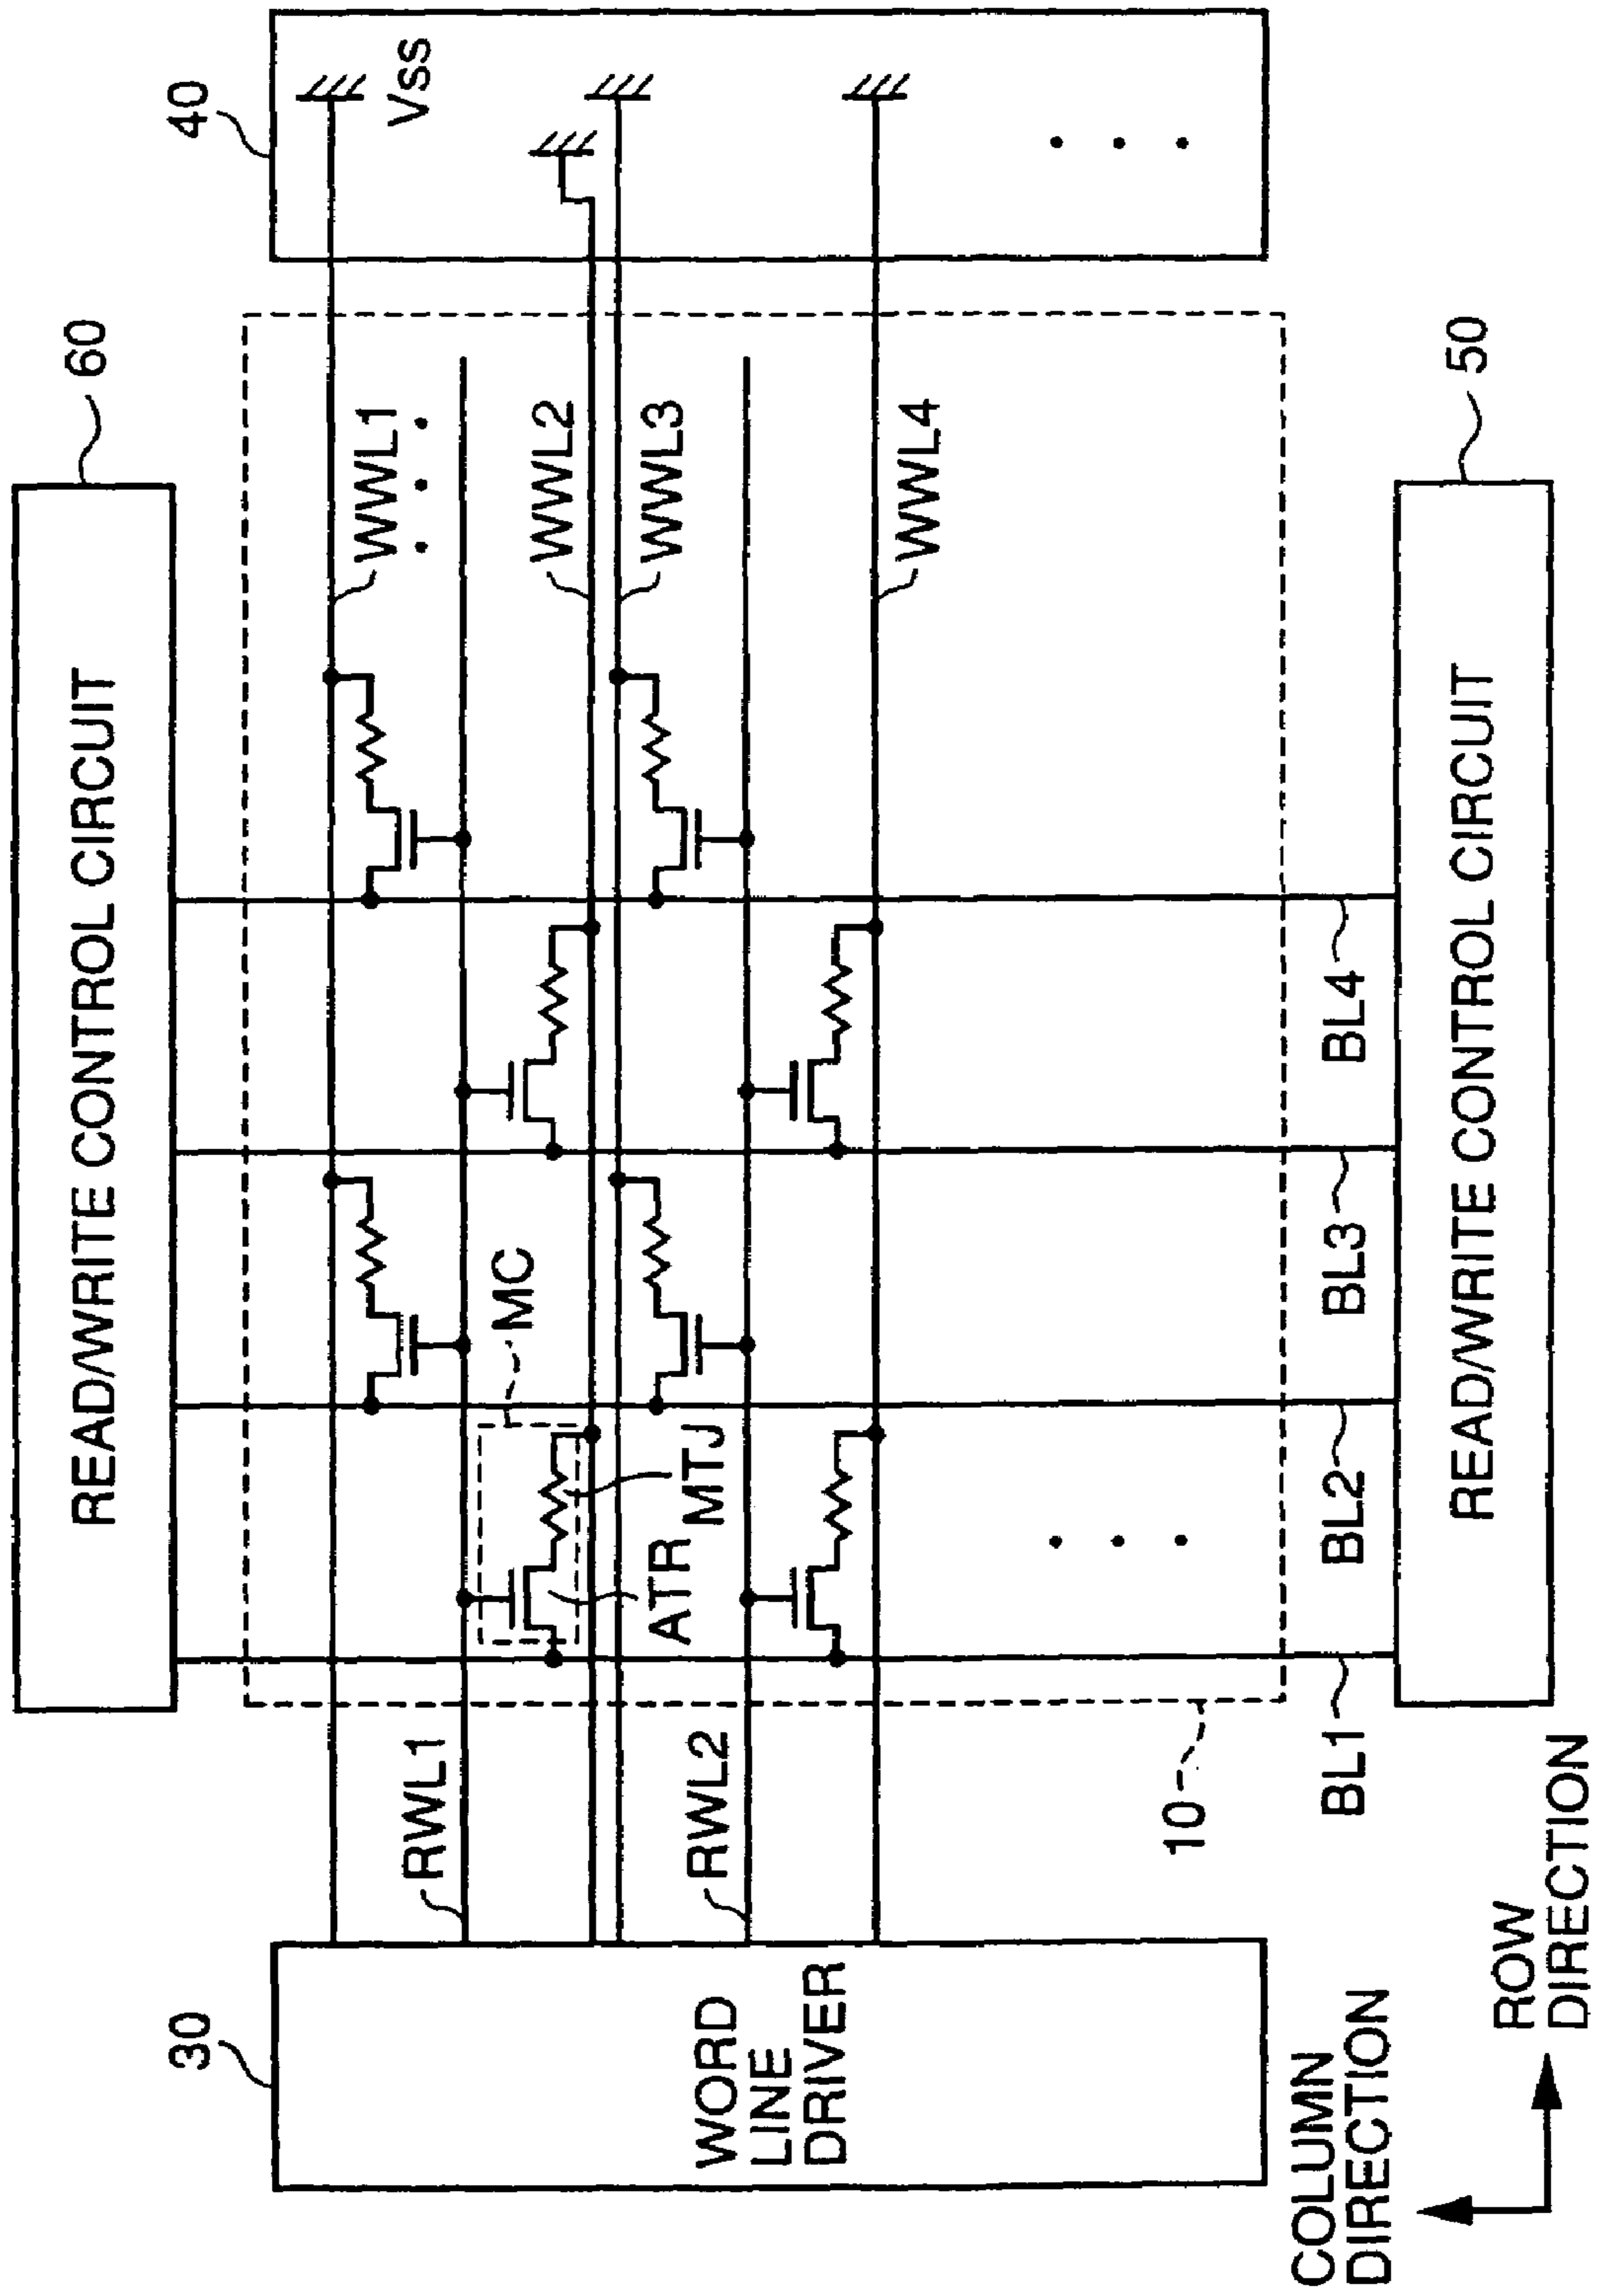 60
READ/WRITE CONTROL CIRCUIT
30
WORD
LINE
DRIVER
40
Vss
WWL1
RWL1
MC
WWL2
WWL3
ATR
MTJ
RWL2
WWL4
10
BL1
BL2
BL3
BL4
50
READ/WRITE CONTROL CIRCUIT
COLUMN
DIRECTION
ROW
DIRECTION